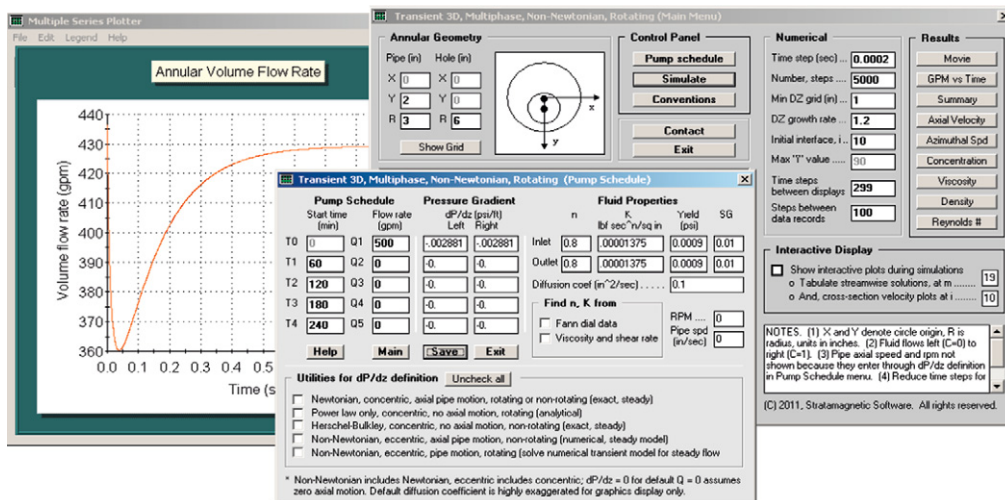 Multiple Series Plotter
File Edit Legend Help
Annular Volume Flow Rate
Volume flow rate (gpm)
440
430
420
410
400
390
380
370
360
0.0 0.1 0.2 0.3 0.4 0.5 0.6 0.7 0.8 0.9
Time (s
Transient 3D, Multiphase, Non-Newtonian, Rotating (Main Menu)
Annular Geometry
Pipe (in) Hole (in)
X 0 X 0
Y 2 Y 0
R 3 R 6
Show Grid
x
y
Control Panel
Pump schedule
Simulate
Conventions
Contact
Exit
Numerical
Time step (sec) ... 0.0002
Number, steps .... 5000
Min DZ grid (in) ... 1
DZ growth rate ... 1.2
Initial interface, i .. 10
Max "i" value ..... 90
Time steps
between displays 299
Steps between
data records 100
Results
Movie
GPM vs Time
Summary
Axial Velocity
Azimuthal Spd
Concentration
Viscosity
Density
Reynolds #
Interactive Display
Show interactive plots during simulations
o Tabulate streamwise solutions, at m ........ 19
o And, cross-section velocity plots at i ........ 10
NOTES. (1) X and Y denote circle origin, R is
radius, units in inches. (2) Fluid flows left (C=0) to
right (C=1). (3) Pipe axial speed and rpm not
shown because they enter through dP/dz definition
in Pump Schedule menu. (4) Reduce time steps for
(C) 2011, Stratamagnetic Software. All rights reserved.
Transient 3D, Multiphase, Non-Newtonian, Rotating (Pump Schedule)
Pump Schedule
Start time Flow rate
(min) (gpm)
T0 0 Q1 500
T1 60 Q2 0
T2 120 Q3 0
T3 180 Q4 0
T4 240 Q5 0
Pressure Gradient
dP/dz (psi/ft)
Left Right
-.002881 -.002881
-0. -0.
-0. -0.
-0. -0.
-0. -0.
Help Main Save Exit
Fluid Properties
n K Yield SG
lbf sec^n/sq in (psi)
Inlet 0.8 .00001375 0.0009 0.01
Outlet 0.8 .00001375 0.0009 0.01
Diffusion coef (in^2/sec) ..... 0.1
Find n, K from
Fann dial data
Viscosity and shear rate
RPM .... 0
Pipe spd
(in/sec) 0
Utilities for dP/dz definition Uncheck all
Newtonian, concentric, axial pipe motion, rotating or non-rotating (exact, steady)
Power law only, concentric, no axial motion, rotating (analytical)
Herschel-Bulkley, concentric, no axial motion, non-rotating (exact, steady)
Non-Newtonian, eccentric, axial pipe motion, non-rotating (numerical, steady model)
Non-Newtonian, eccentric, pipe motion, rotating (solve numerical transient model for steady flow
* Non-Newtonian includes Newtonian, eccentric includes concentric; dP/dz = 0 for default Q = 0 assumes
zero axial motion. Default diffusion coefficient is highly exaggerated for graphics display only.